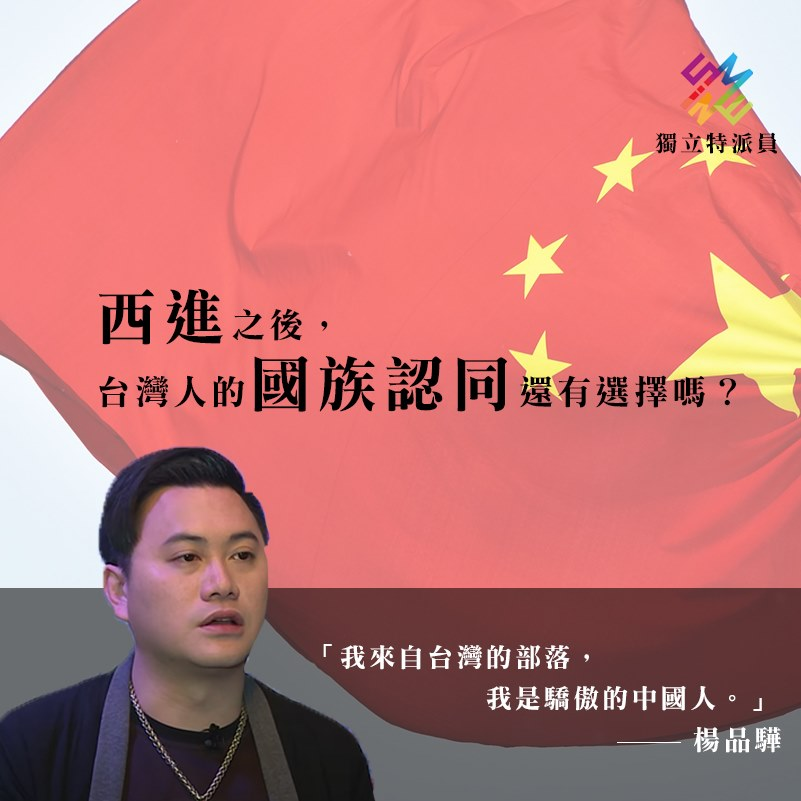 獨立特派員
西進之後，
台灣人的國族認同還有選擇嗎？
「我來自台灣的部落，
我是驕傲的中國人。」
—— 楊品驊